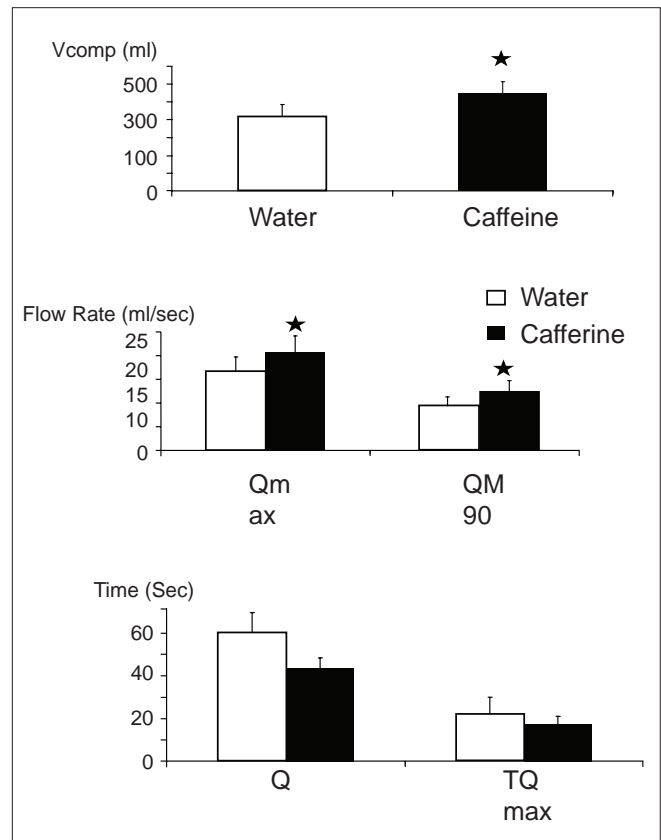 Vcomp (ml)
500
300
100
0
Water Caffeine
Flow Rate (ml/sec)
Water
Cafferine
25
20
15
10
0
Qm QM
ax 90
Time (Sec)
60
40
20
0
Q TQ
max